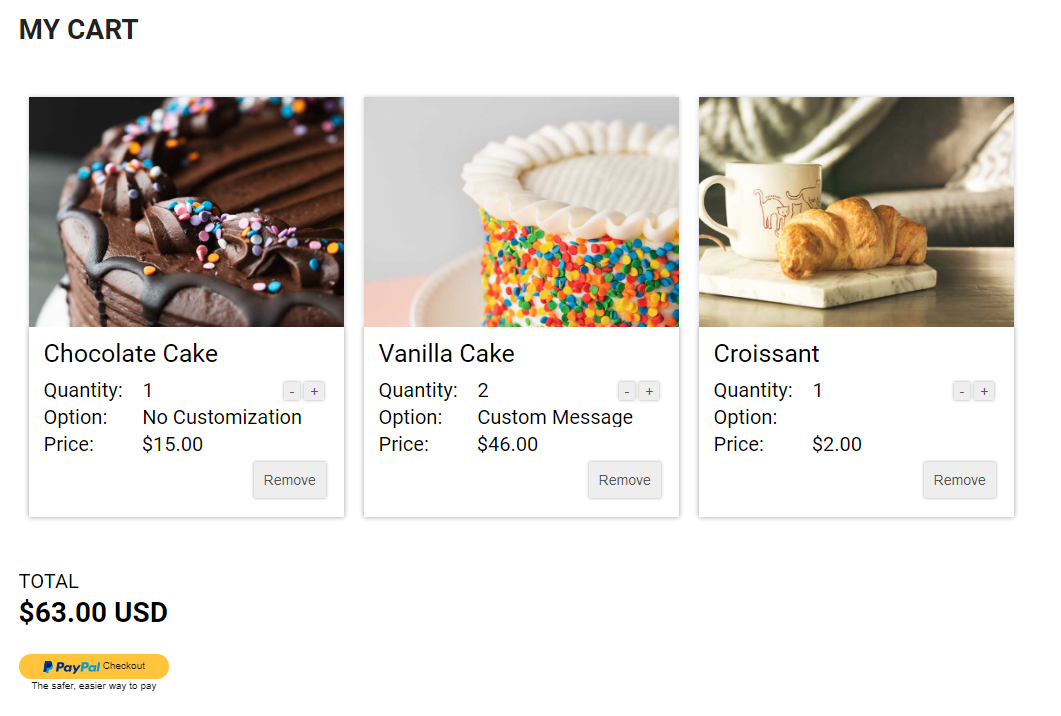 MY CART
Chocolate Cake
Quantity: 1 - +
Option: No Customization
Price: $15.00
Remove
Vanilla Cake
Quantity: 2 - +
Option: Custom Message
Price: $46.00
Remove
Croissant
Quantity: 1 - +
Option:
Price: $2.00
Remove
TOTAL
$63.00 USD
PayPal Checkout
The safer, easier way to pay